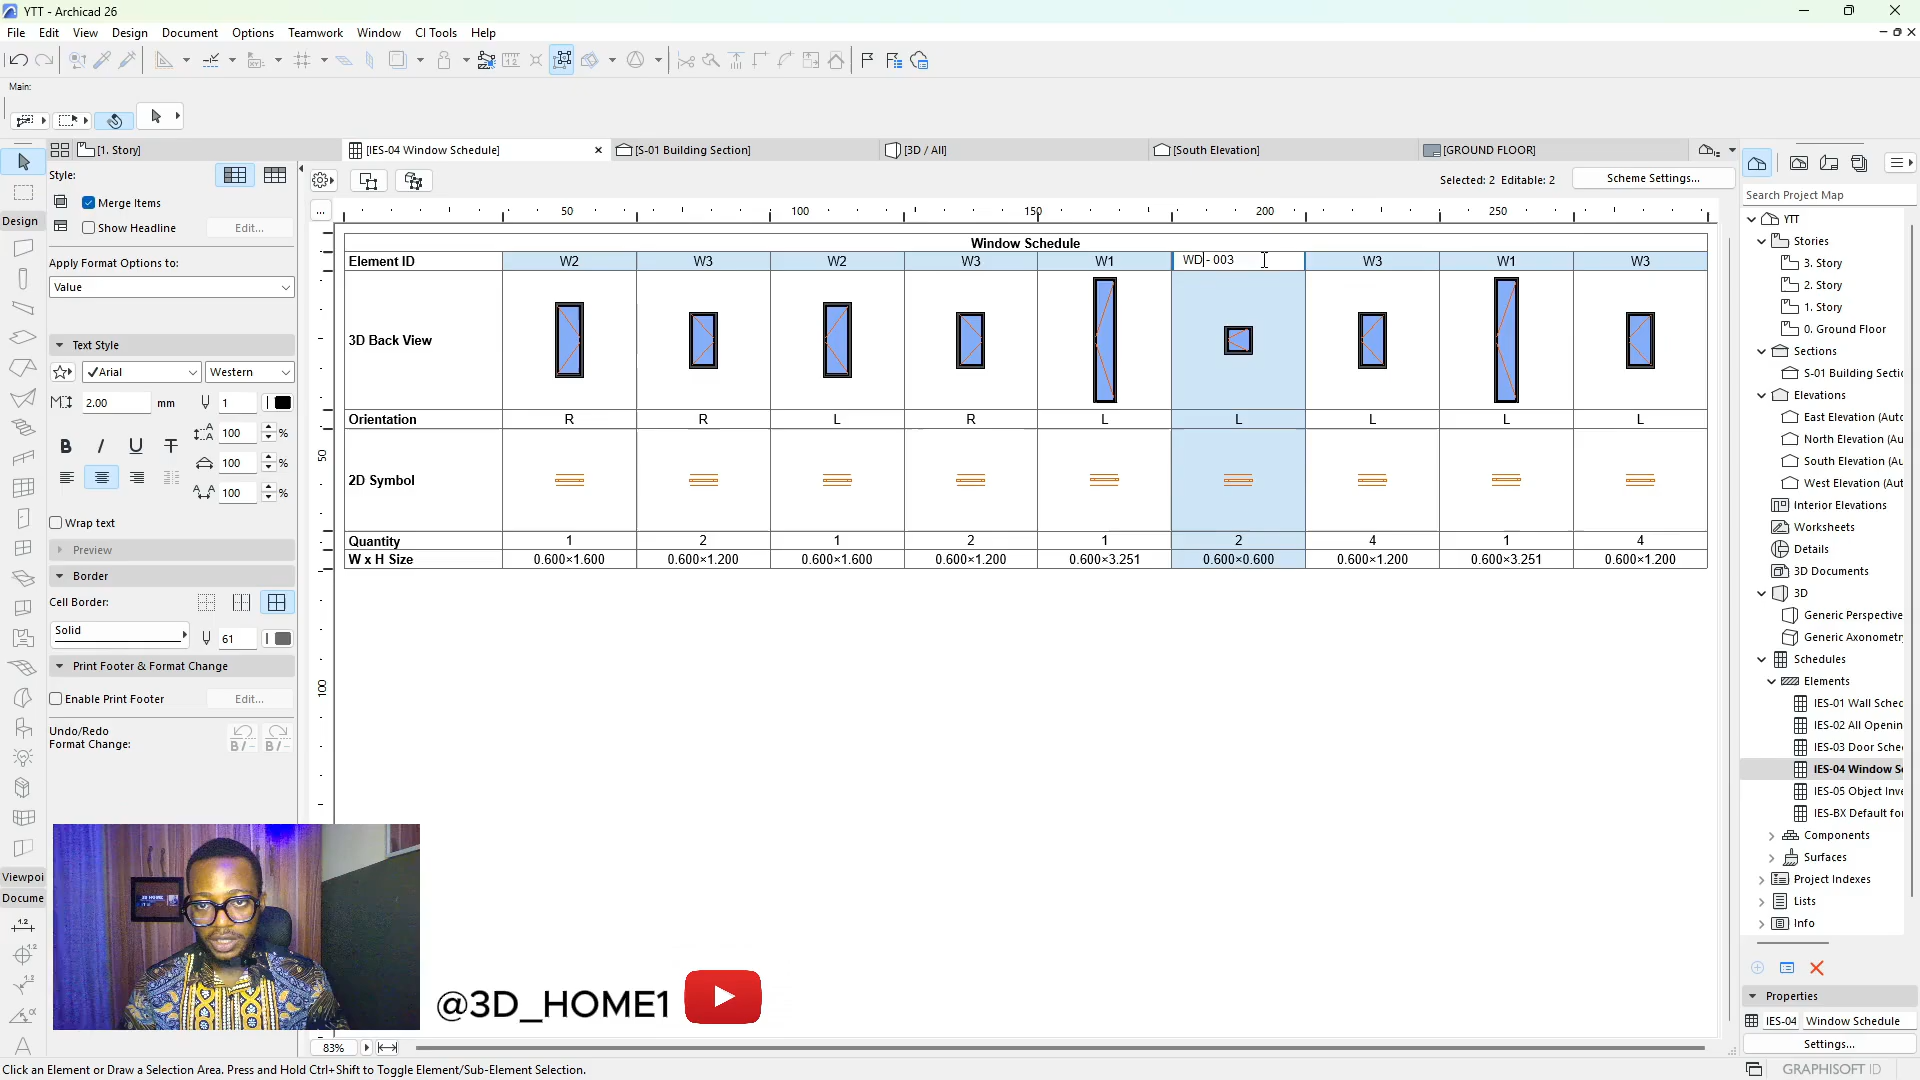 YTT - Archicad 26
File Edit View Design Document Options Teamwork Window CI Tools Help
Main:
[1. Story]
[IES-04 Window Schedule]
[S-01 Building Section]
[3D / All]
[South Elevation]
[GROUND FLOOR]
Style:
Merge Items
Show Headline
Edit...
Apply Format Options to:
Value
Text Style
Arial
Western
2.00 mm
1
100 %
100 %
100 %
Wrap text
Preview
Border
Cell Border:
Solid
61
Print Footer & Format Change
Enable Print Footer
Edit...
Undo/Redo
Format Change:
Design
Viewpoi
Docume
Selected: 2 Editable: 2
Scheme Settings...
50 100 150 200 250
50
100
Window Schedule
Element ID W2 W3 W2 W3 W1 WD - 003 W3 W1 W3
3D Back View
Orientation R R L R L L L L L
2D Symbol
Quantity 1 2 1 2 1 2 4 1 4
W x H Size 0.600×1.600 0.600×1.200 0.600×1.600 0.600×1.200 0.600×3.251 0.600×0.600 0.600×1.200 0.600×3.251 0.600×1.200
Search Project Map
YTT
Stories
3. Story
2. Story
1. Story
0. Ground Floor
Sections
S-01 Building Sectio
Elevations
East Elevation (Auto
North Elevation (Au
South Elevation (Au
West Elevation (Aut
Interior Elevations
Worksheets
Details
3D Documents
3D
Generic Perspective
Generic Axonometr
Schedules
Elements
IES-01 Wall Sched
IES-02 All Openin
IES-03 Door Sche
IES-04 Window S
IES-05 Object Inve
IES-BX Default fo
Components
Surfaces
Project Indexes
Lists
Info
Properties
IES-04 Window Schedule
Settings...
@3D_HOME1
83%
Click an Element or Draw a Selection Area. Press and Hold Ctrl+Shift to Toggle Element/Sub-Element Selection.
GRAPHISOFT ID